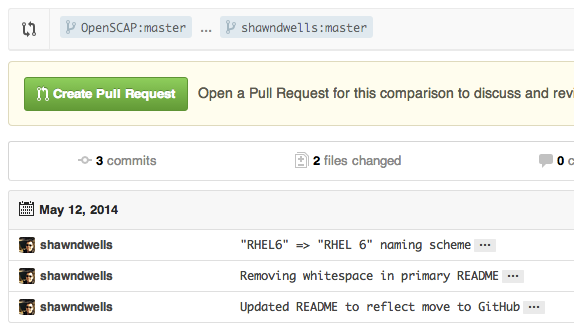 OpenSCAP:master ... shawndwells:master
Create Pull Request Open a Pull Request for this comparison to discuss and rev
3 commits 2 files changed 0 c
May 12, 2014
shawndwells "RHEL6" => "RHEL 6" naming scheme ...
shawndwells Removing whitespace in primary README ...
shawndwells Updated README to reflect move to GitHub ...